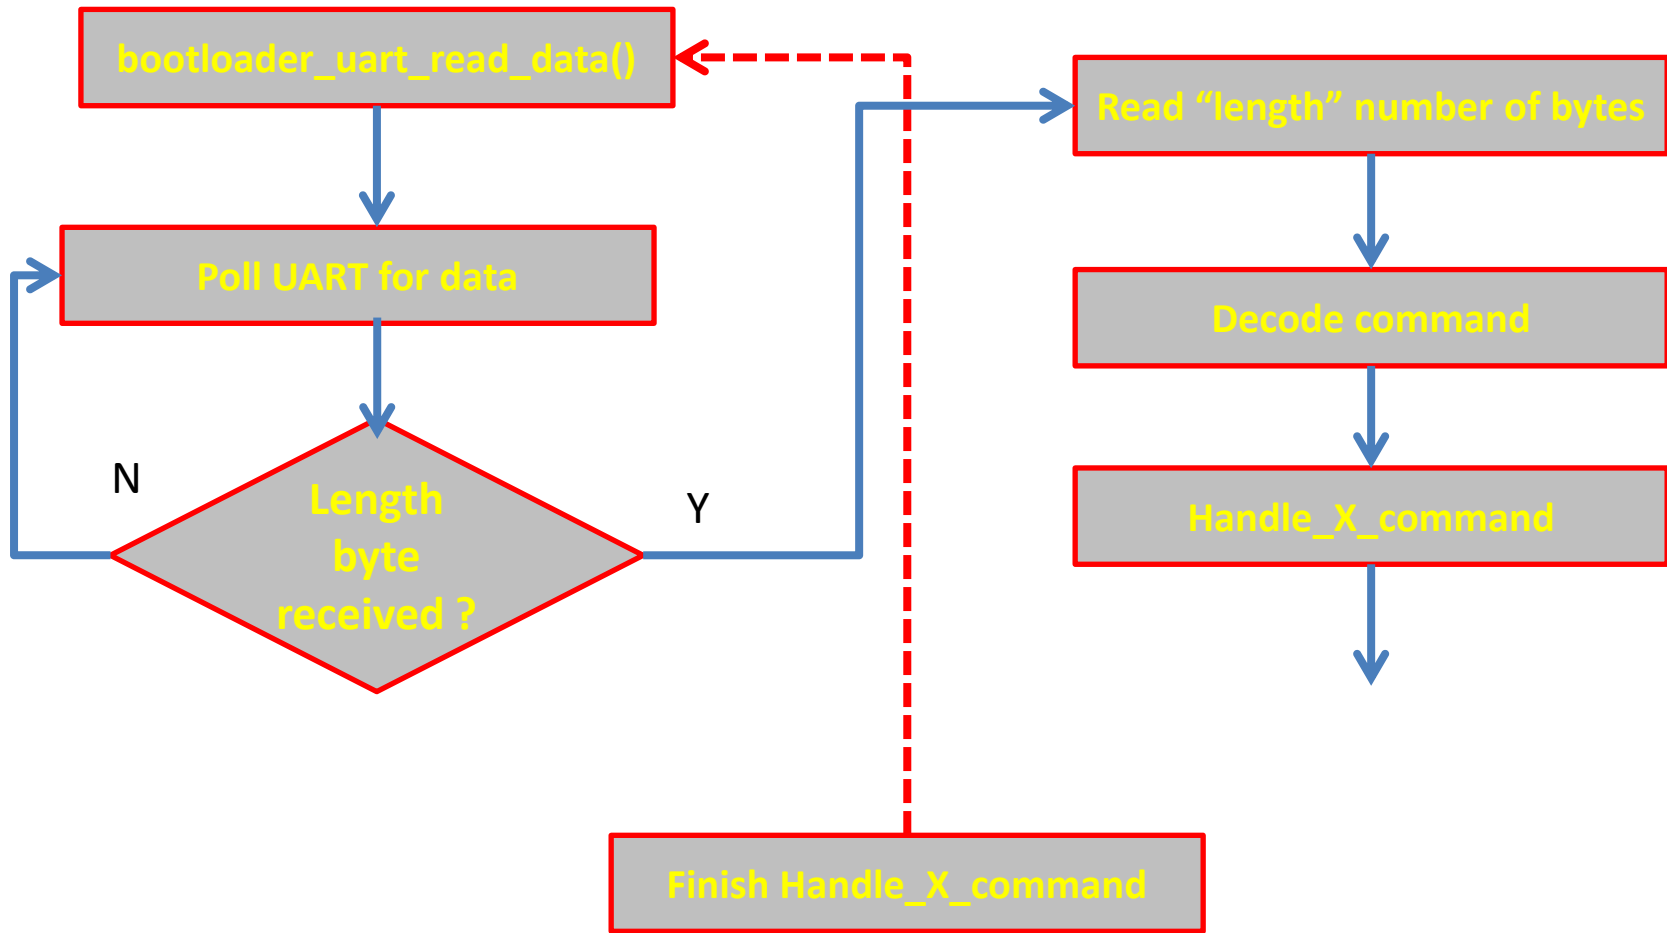 bootloader_uart_read_data()
Poll UART for data
N
Length
byte
received ?
Y
Read “length” number of bytes
Decode command
Handle_X_command
Finish Handle_X_command